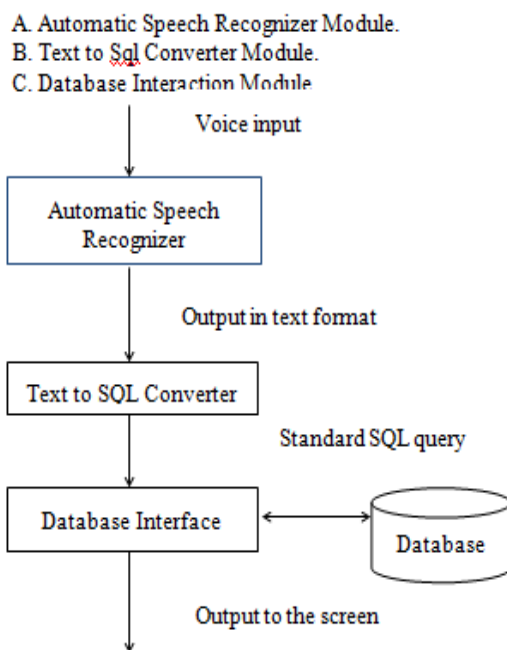 A. Automatic Speech Recognizer Module.
B. Text to Sql Converter Module.
C. Database Interaction Module
Voice input
Automatic Speech
Recognizer
Output in text format
Text to SQL Converter
Standard SQL query
Database Interface
Database
Output to the screen